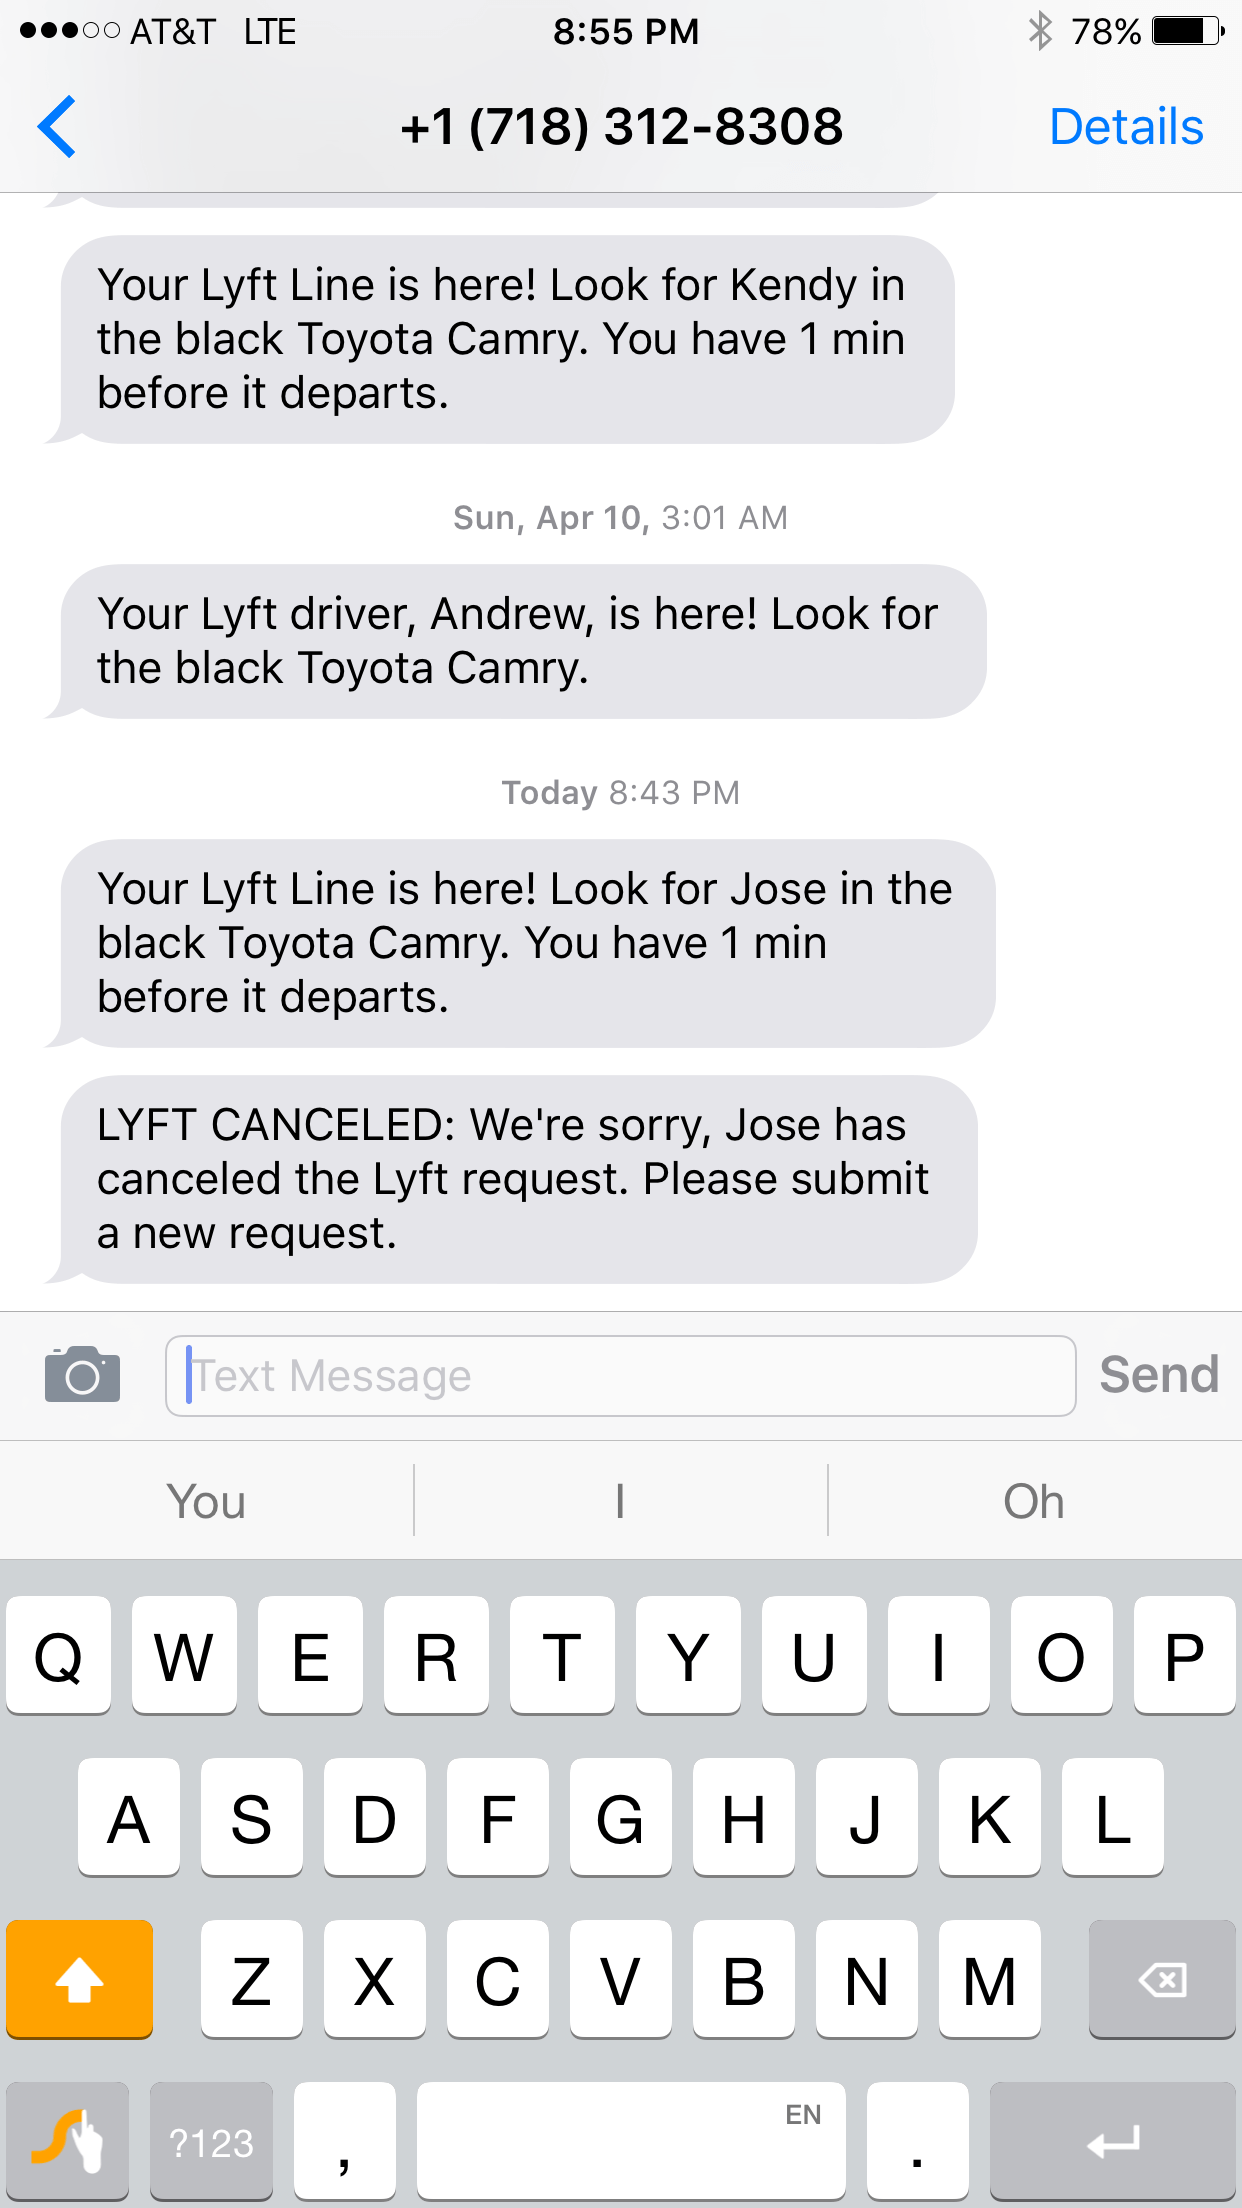 AT&T LTE 8:55 PM 78%
+1 (718) 312-8308 Details
Your Lyft Line is here! Look for Kendy in
the black Toyota Camry. You have 1 min
before it departs.
Sun, Apr 10, 3:01 AM
Your Lyft driver, Andrew, is here! Look for
the black Toyota Camry.
Today 8:43 PM
Your Lyft Line is here! Look for Jose in the
black Toyota Camry. You have 1 min
before it departs.
LYFT CANCELED: We're sorry, Jose has
canceled the Lyft request. Please submit
a new request.
Text Message Send
You I Oh
Q W E R T Y U I O P
A S D F G H J K L
Z X C V B N M
?123 , EN .